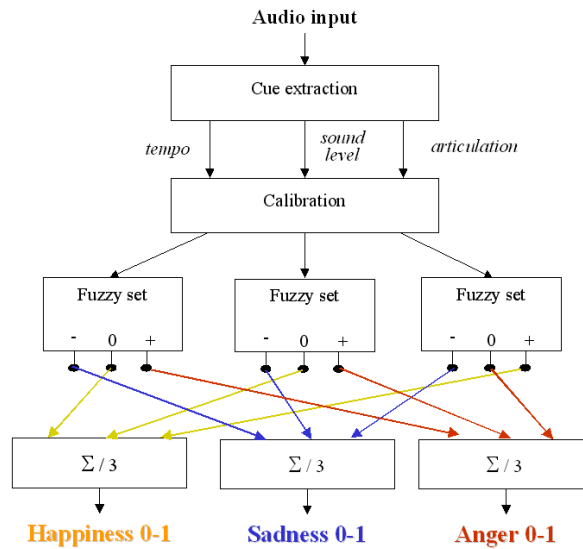 Audio input
Cue extraction
tempo
sound
level
articulation
Calibration
Fuzzy set
- 0 +
Fuzzy set
- 0 +
Fuzzy set
- 0 +
Σ / 3
Σ / 3
Σ / 3
Happiness 0-1
Sadness 0-1
Anger 0-1